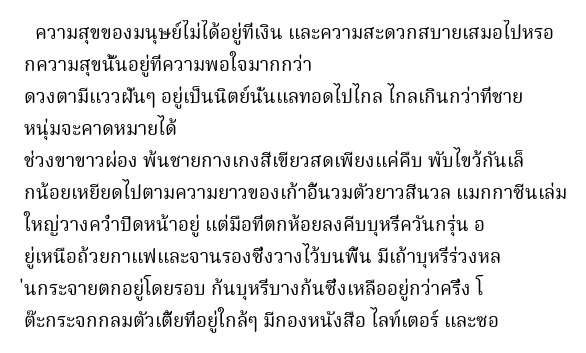 ความสุขของมนุษย์ไม่ได้อยู่ที่เงิน และความสะดวกสบายเสมอไปหรอ
กความสุขนั้นอยู่ที่ความพอใจมากกว่า
ดวงตามีแววฝันๆ อยู่เป็นนิตย์นั้นแลทอดไปไกล ไกลเกินกว่าที่ชาย
หนุ่มจะคาดหมายได้
ช่วงขาขาวผ่อง พ้นชายกางเกงสีเขียวสดเพียงแค่คืบ พับไขว้กันเล็
กน้อยเหยียดไปตามความยาวของเก้าอี้นวมตัวยาวสีนวล แมกกาซีนเล่ม
ใหญ่วางคว่ำปิดหน้าอยู่ แต่มือที่ตกห้อยลงคีบบุหรี่ควันกรุ่น อ
ยู่เหนือถ้วยกาแฟและจานรองซึ่งวางไว้บนพื้น มีเถ้าบุหรี่ร่วงหล
่นกระจายตกอยู่โดยรอบ ก้นบุหรี่บางก้นซึ่งเหลืออยู่กว่าครึ่ง โ
ต๊ะกระจกกลมตัวเตี้ยที่อยู่ใกล้ๆ มีกองหนังสือ ไลท์เตอร์ และซอ